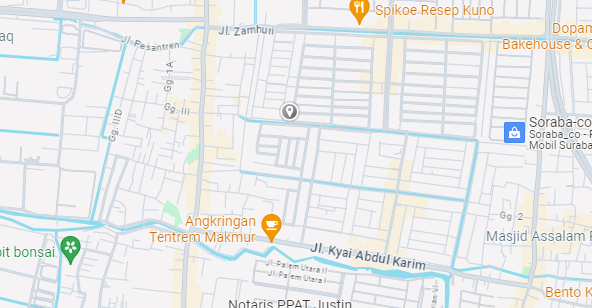 Spikoe Resep Kuno
Jl. Zamhuri
Dopam
Bakehouse & C
aq
Jl. Pesantren
Gg.-1A
Gg.-III
Gg.-IIID
Soraba-co
Soraba_co - P
Mobil Suraba
Gg. 2
Masjid Assalam P
Angkringan
Tentrem Makmur
Jl. Kyai Abdul Karim
bit bonsai
Jl. Palem Utara II
Jl. Palem Utara I
Bento K
Notaris PPAT Justin